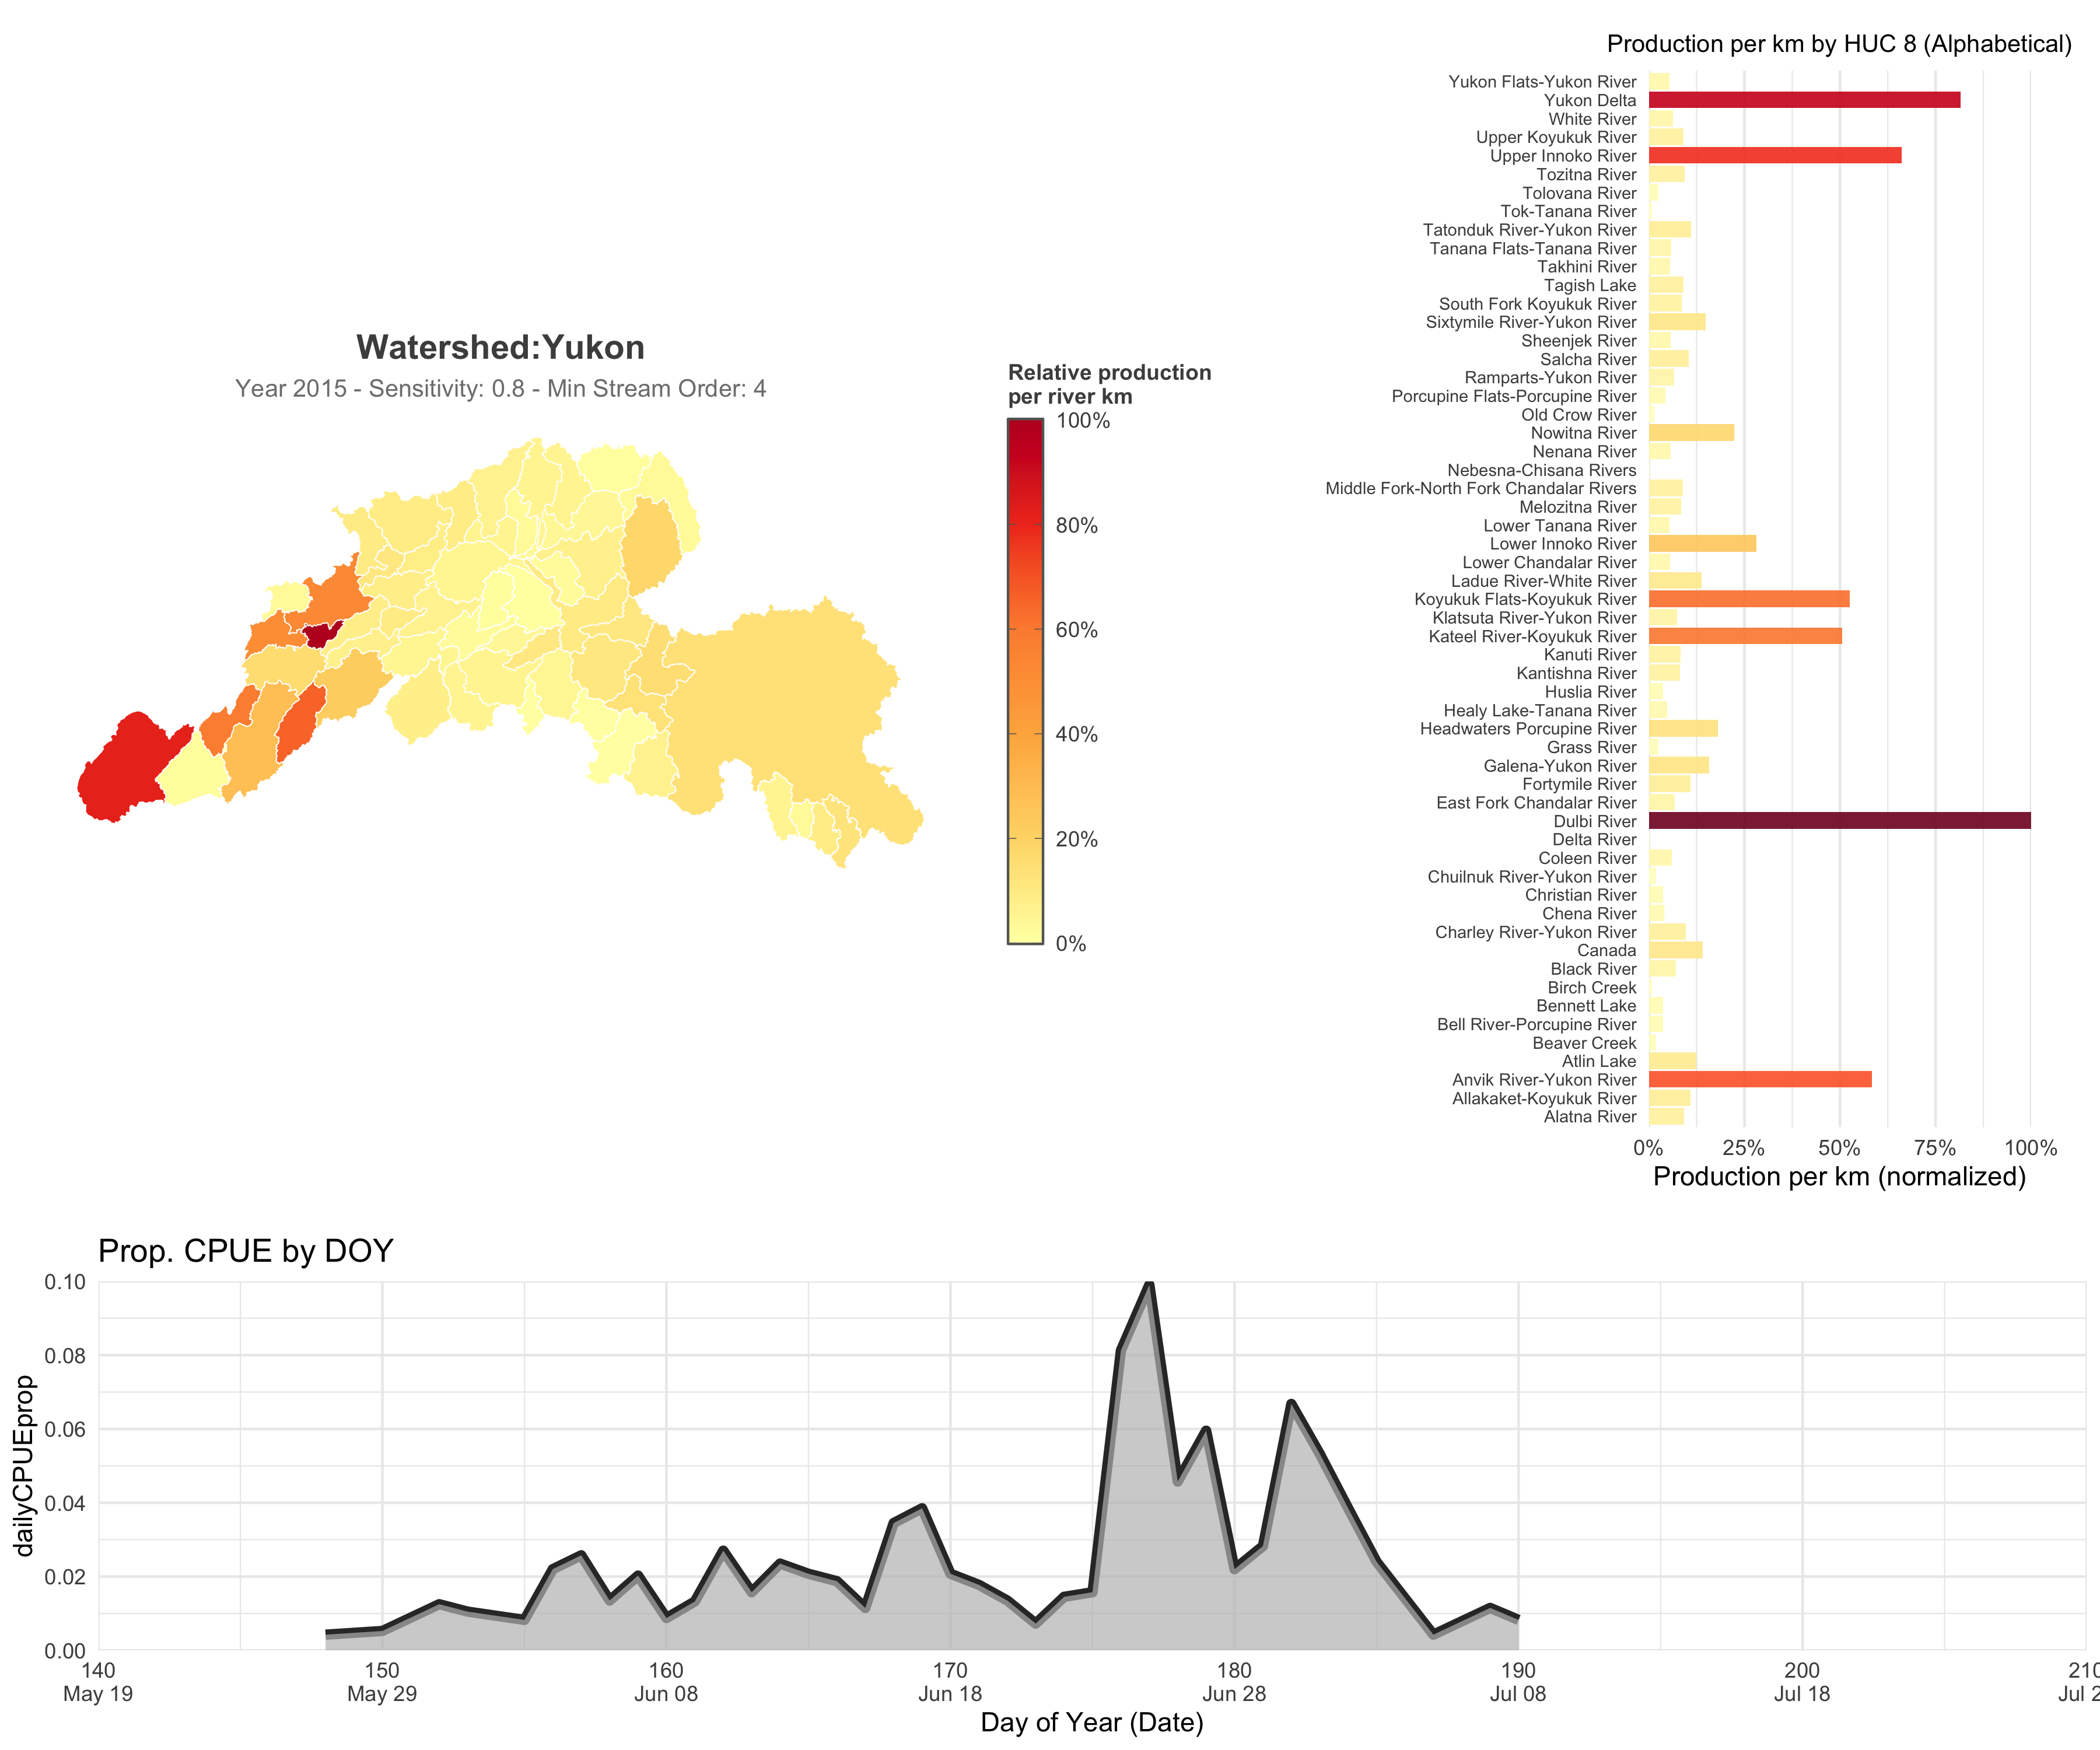 Production per km by HUC 8 (Alphabetical)
Yukon Flats-Yukon River
Yukon Delta
White River
Upper Koyukuk River
Upper Innoko River
Tozitna River
Tolovana River
Tok-Tanana River
Tatonduk River-Yukon River
Tanana Flats-Tanana River
Takhini River
Tagish Lake
South Fork Koyukuk River
Sixtymile River-Yukon River
Sheenjek River
Salcha River
Ramparts-Yukon River
Porcupine Flats-Porcupine River
Old Crow River
Nowitna River
Nenana River
Nebesna-Chisana Rivers
Middle Fork-North Fork Chandalar Rivers
Melozitna River
Lower Tanana River
Lower Innoko River
Lower Chandalar River
Ladue River-White River
Koyukuk Flats-Koyukuk River
Klatsuta River-Yukon River
Kateel River-Koyukuk River
Kanuti River
Kantishna River
Huslia River
Healy Lake-Tanana River
Headwaters Porcupine River
Grass River
Galena-Yukon River
Fortymile River
East Fork Chandalar River
Dulbi River
Delta River
Coleen River
Chuilnuk River-Yukon River
Christian River
Chena River
Charley River-Yukon River
Canada
Black River
Birch Creek
Bennett Lake
Bell River-Porcupine River
Beaver Creek
Atlin Lake
Anvik River-Yukon River
Allakaket-Koyukuk River
Alatna River
0% 25% 50% 75% 100%
Production per km (normalized)
Watershed:Yukon
Year 2015 - Sensitivity: 0.8 - Min Stream Order: 4
Relative production
per river km
100%
80%
60%
40%
20%
0%
Prop. CPUE by DOY
dailyCPUEprop
0.10
0.08
0.06
0.04
0.02
0.00
140 150 160 170 180 190 200 210
May 19 May 29 Jun 08 Jun 18 Jun 28 Jul 08 Jul 18 Jul 2
Day of Year (Date)